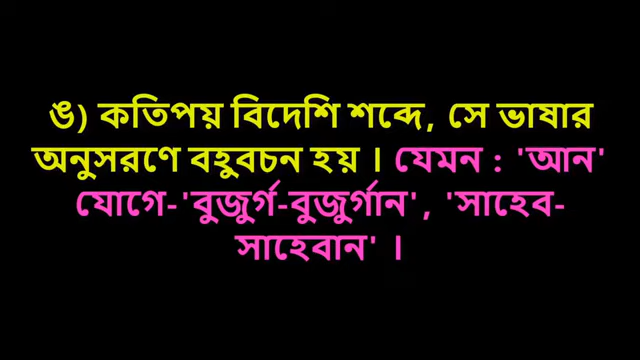 ঙ) কতিপয় বিদেশি শব্দে, সে ভাষার
অনুসরণে বহুবচন হয় । যেমন : 'আন'
যোগে-'বুজুর্গ-বুজুর্গান', 'সাহেব-
সাহেবান' ।